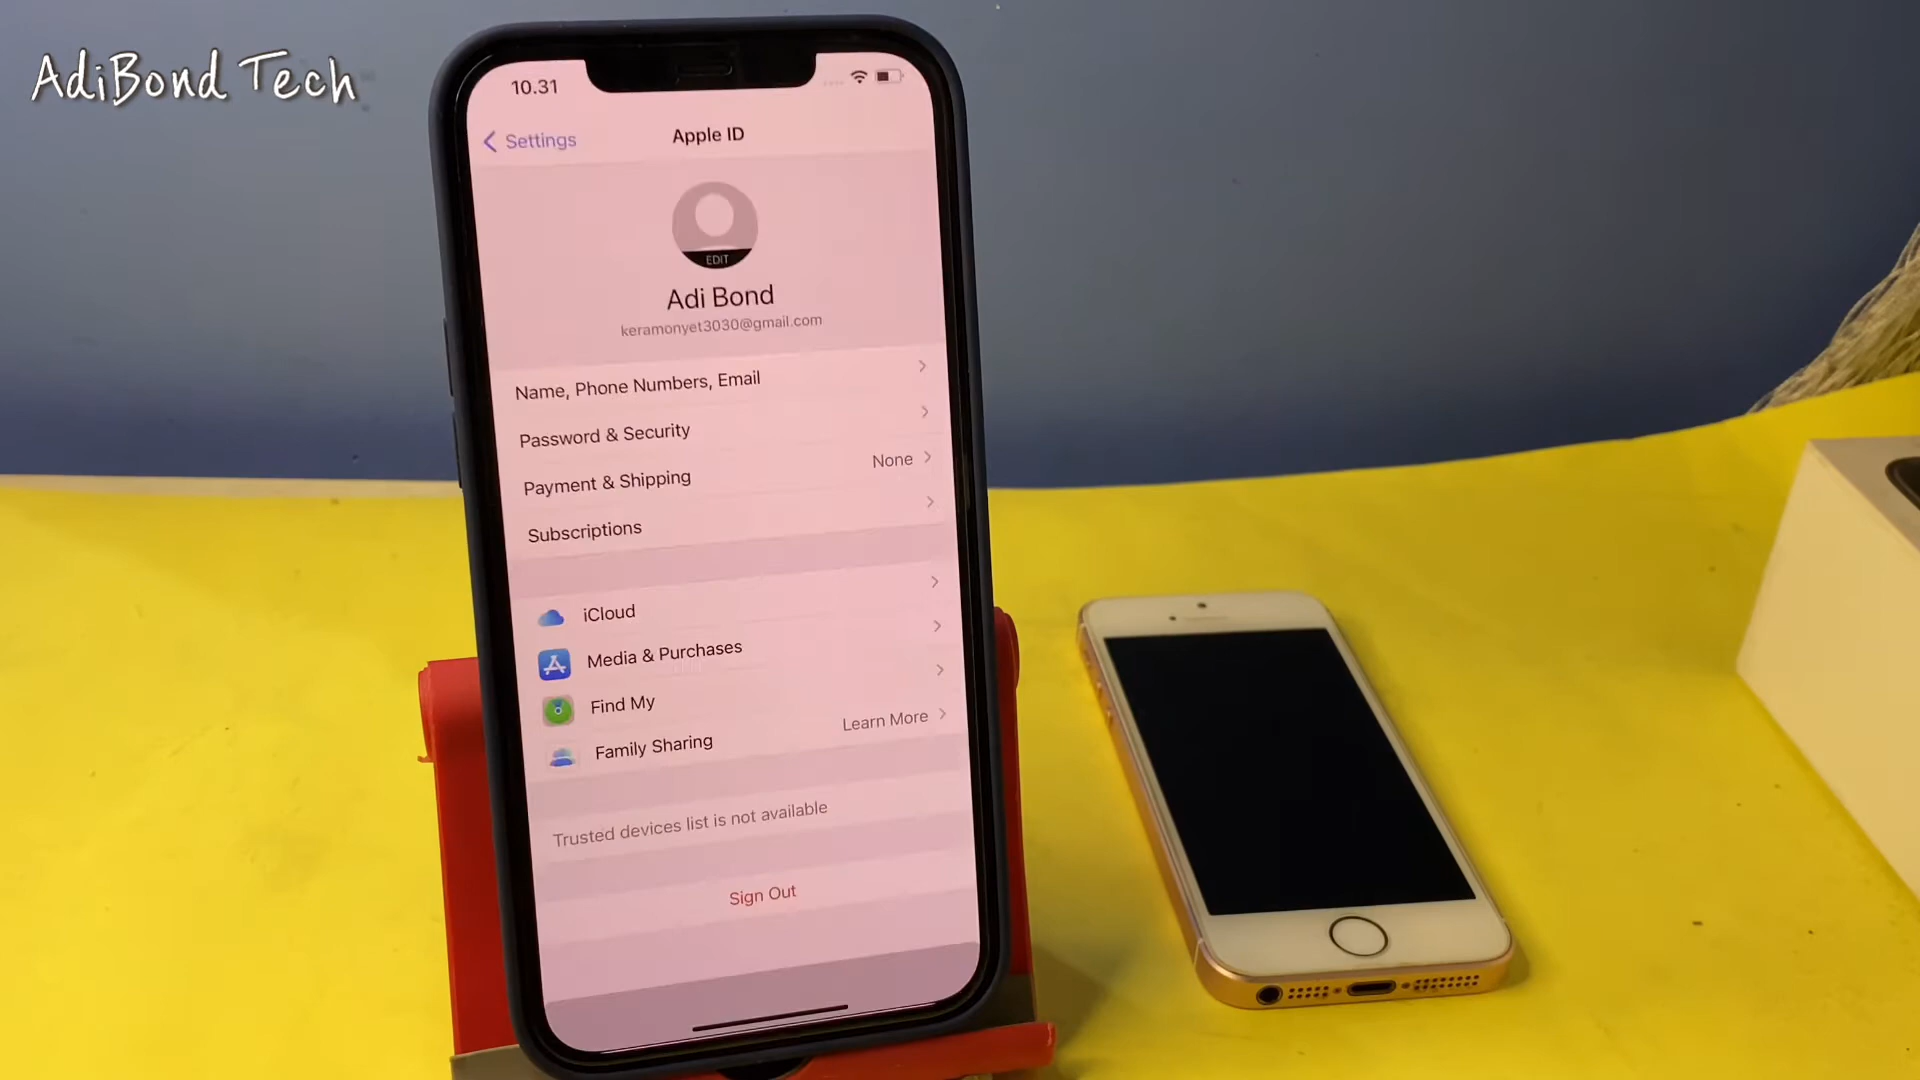 AdiBond Tech
10.31
Settings
Apple ID
EDIT
Adi Bond
keramonyet3030@gmail.com
Name, Phone Numbers, Email
Password & Security
Payment & Shipping None
Subscriptions
iCloud
Media & Purchases
Find My
Family Sharing Learn More
Trusted devices list is not available
Sign Out